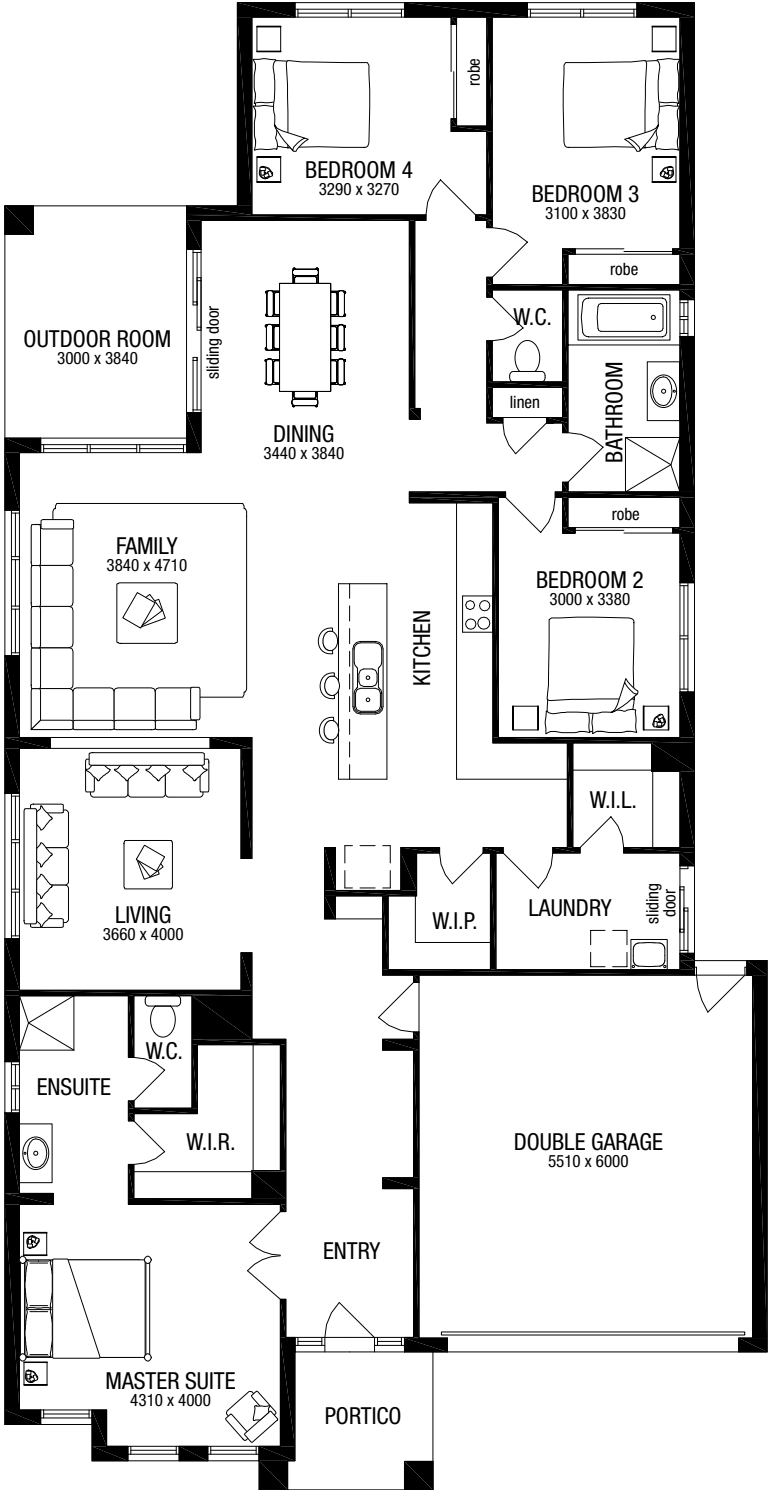 robe
BEDROOM 4
3290 x 3270
BEDROOM 3
3100 x 3830
robe
W.C.
OUTDOOR ROOM
3000 x 3840
sliding door
linen
BATHROOM
DINING
3440 x 3840
robe
FAMILY
3840 x 4710
BEDROOM 2
3000 x 3380
KITCHEN
W.I.L.
LIVING
3660 x 4000
W.I.P.
LAUNDRY
sliding
door
W.C.
ENSUITE
W.I.R.
DOUBLE GARAGE
5510 x 6000
ENTRY
MASTER SUITE
4310 x 4000
PORTICO